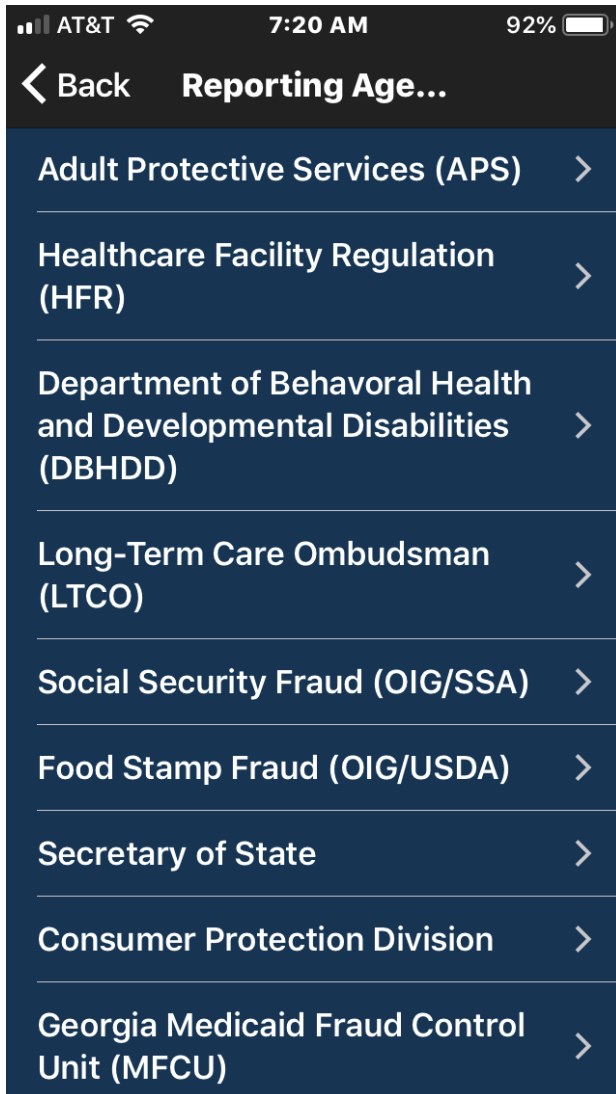 AT&T 7:20 AM 92%
Back Reporting Age...
Adult Protective Services (APS)
Healthcare Facility Regulation
(HFR)
Department of Behavoral Health
and Developmental Disabilities
(DBHDD)
Long-Term Care Ombudsman
(LTCO)
Social Security Fraud (OIG/SSA)
Food Stamp Fraud (OIG/USDA)
Secretary of State
Consumer Protection Division
Georgia Medicaid Fraud Control
Unit (MFCU)